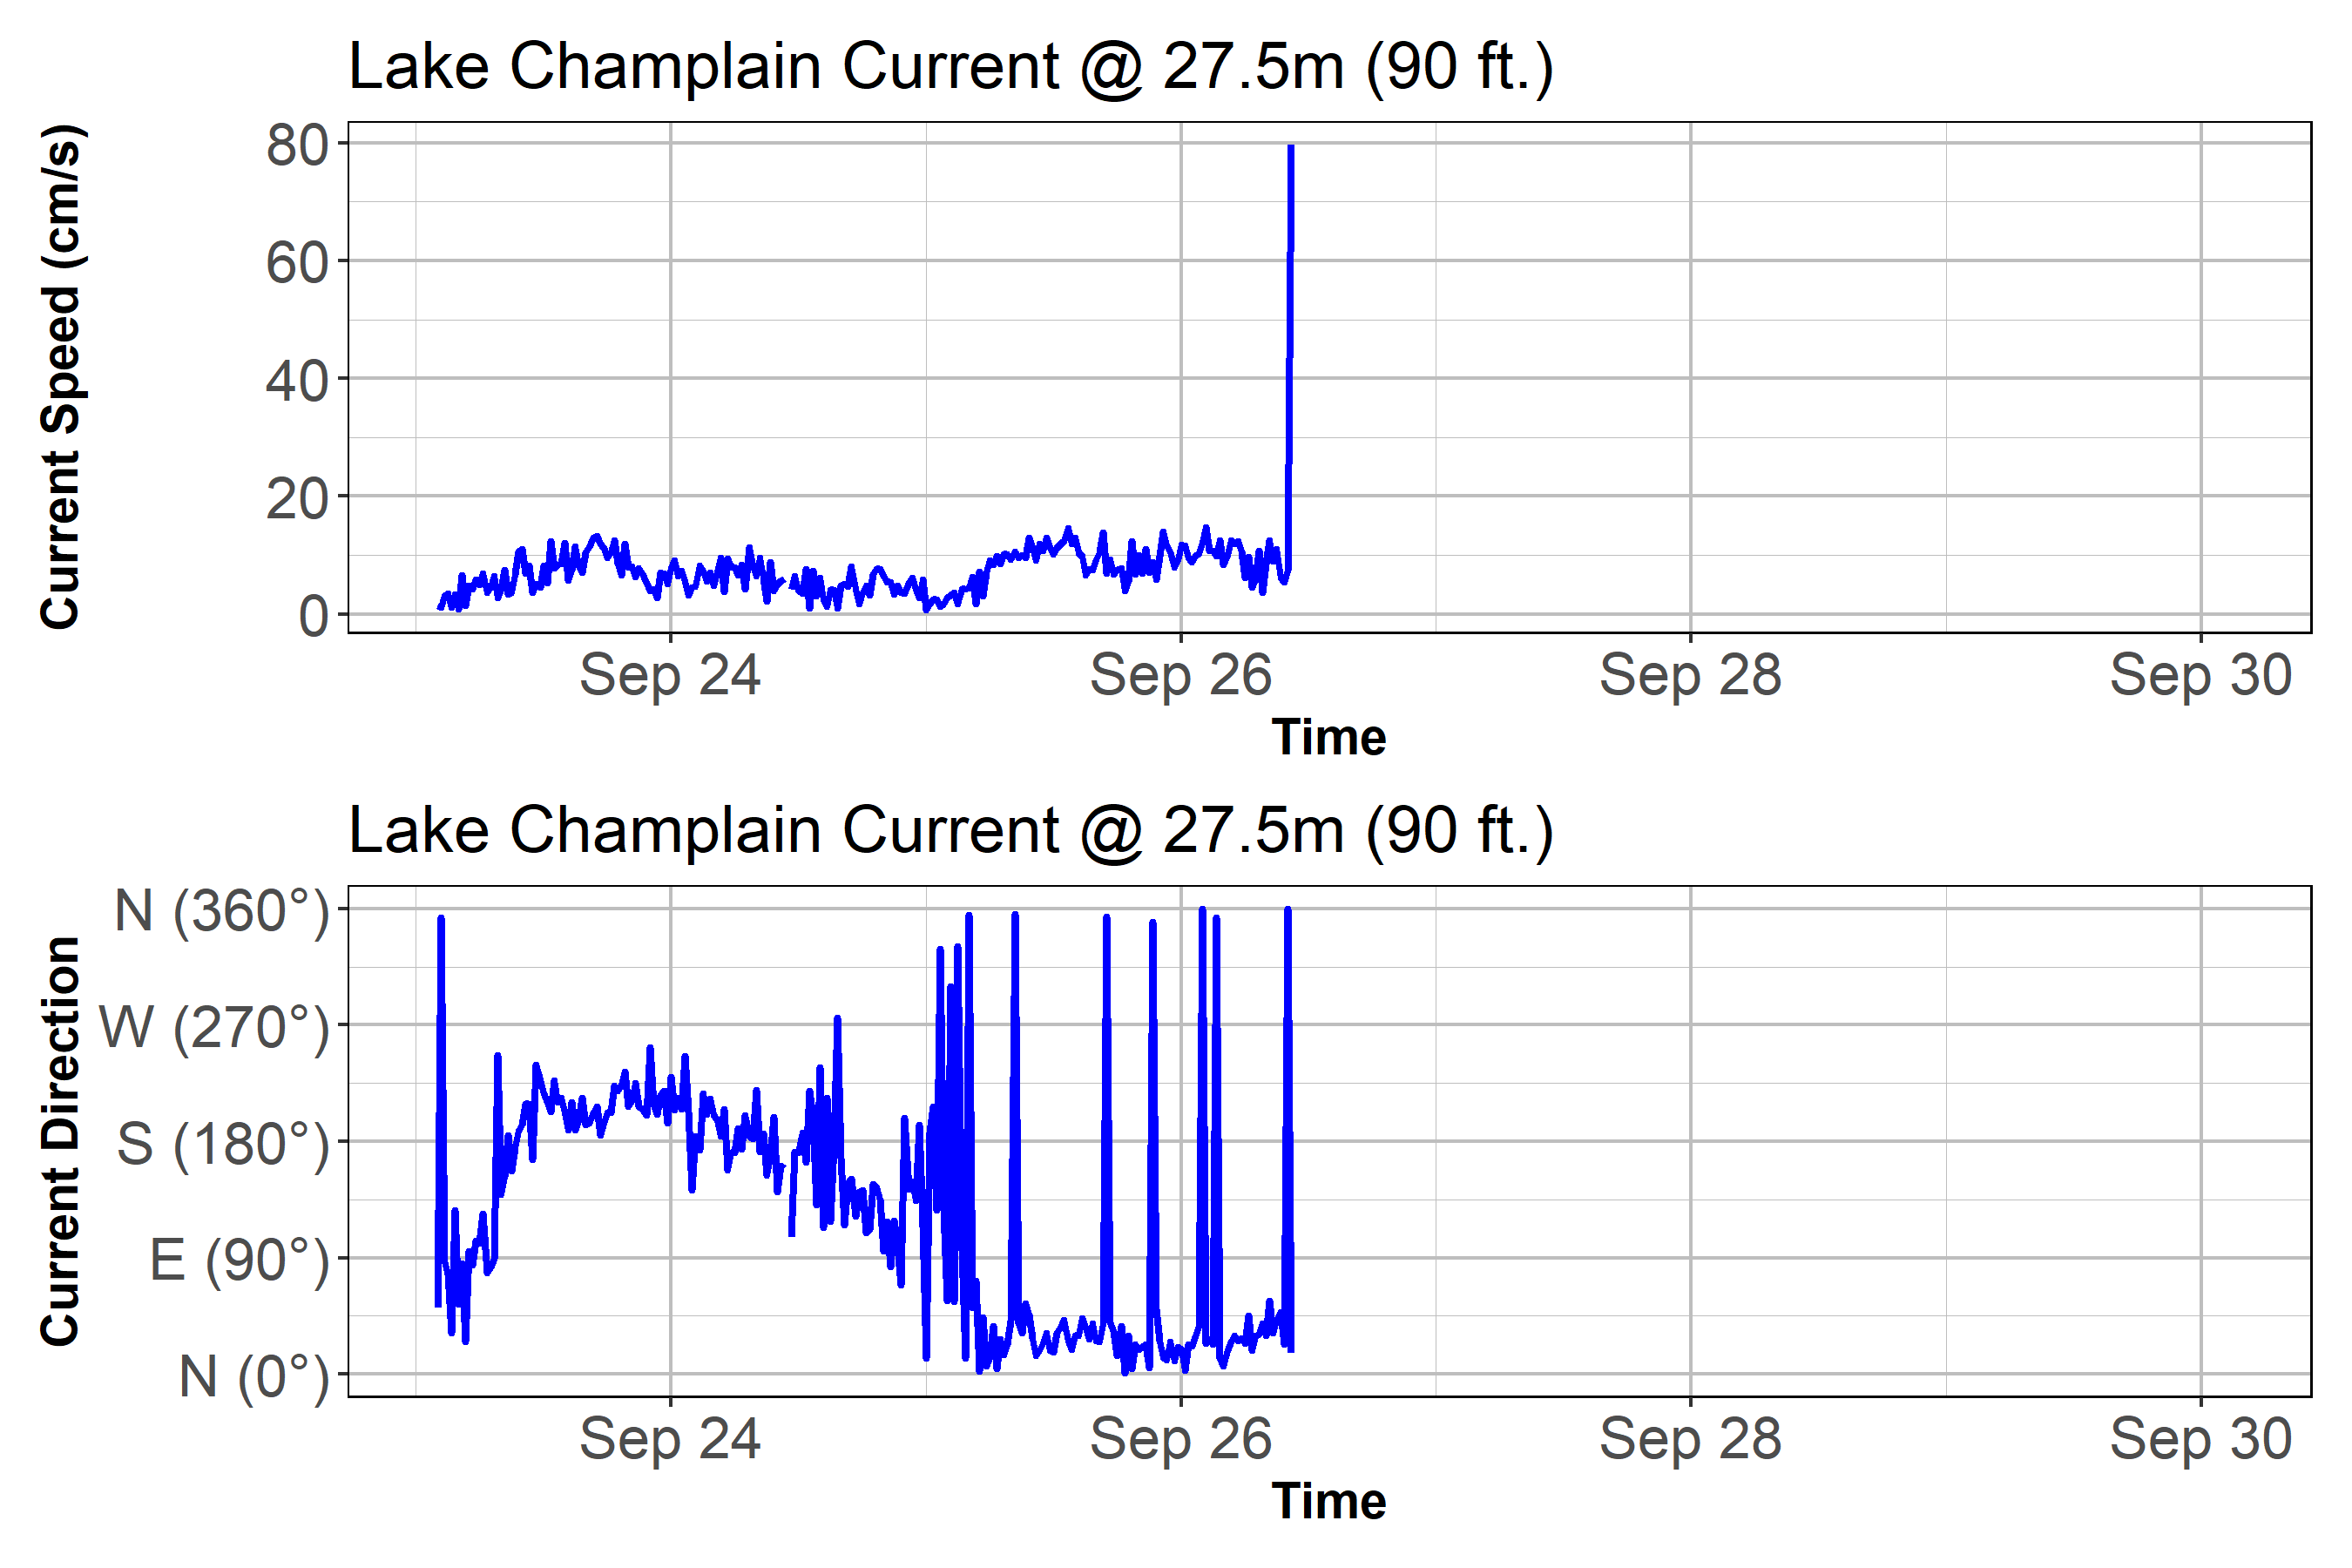 Lake Champlain Current @ 27.5m (90 ft.)
Current Speed (cm/s)
80
60
40
20
0
Sep 24 Sep 26 Sep 28 Sep 30
Time
Lake Champlain Current @ 27.5m (90 ft.)
Current Direction
N (360°)
W (270°)
S (180°)
E (90°)
N (0°)
Sep 24 Sep 26 Sep 28 Sep 30
Time